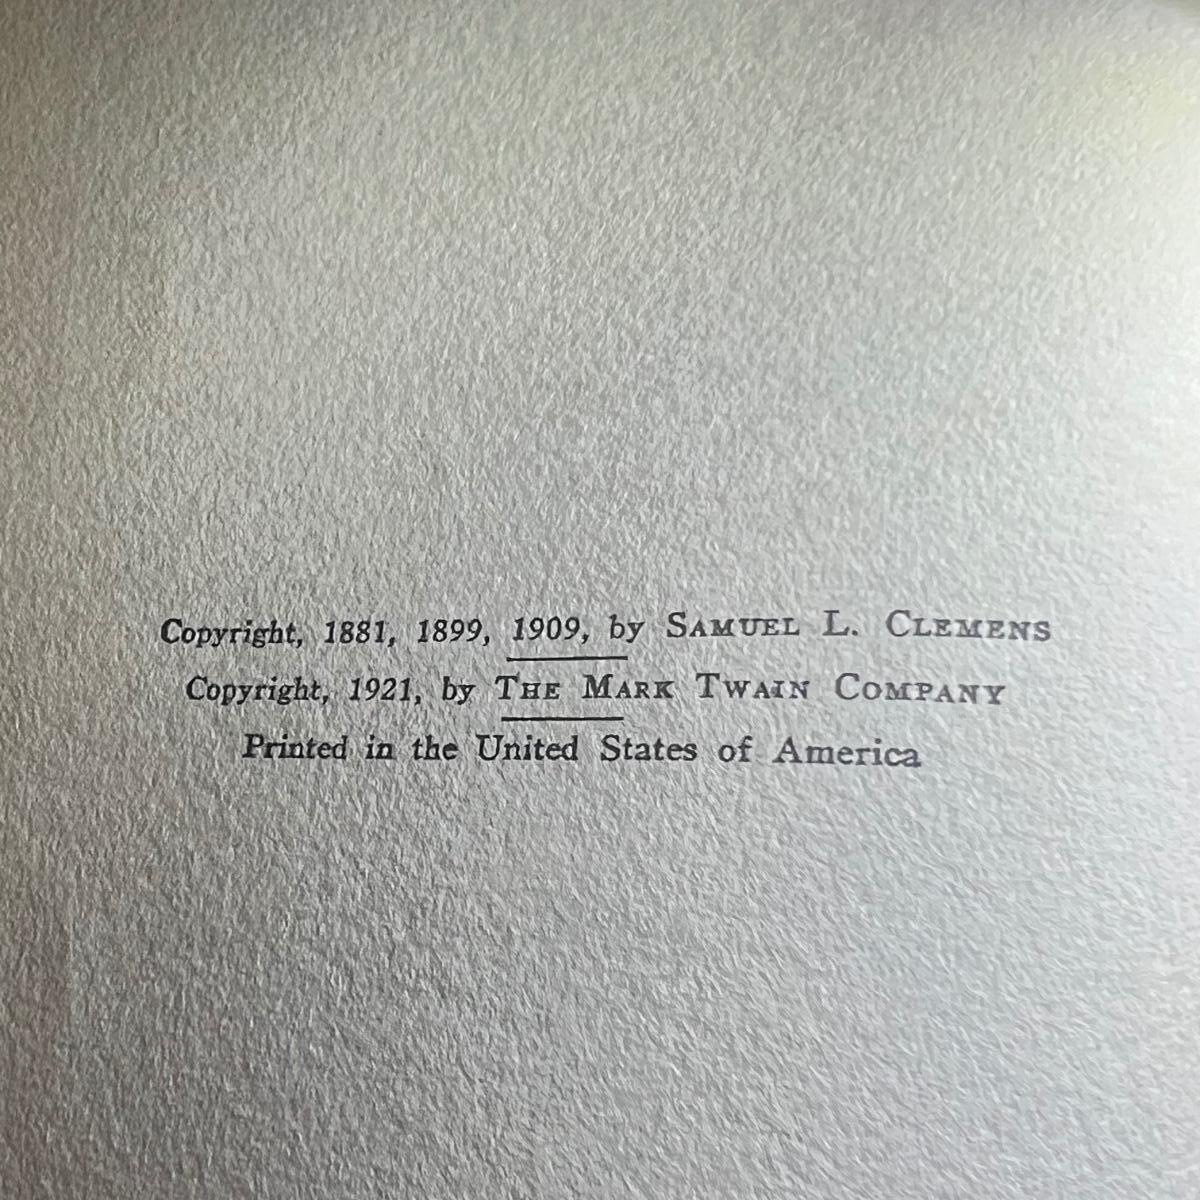 Copyright, 1881, 1899, 1909, by SAMUEL L. CLEMENS
Copyright, 1921, by THE MARK TWAIN COMPANY
Printed in the United States of America